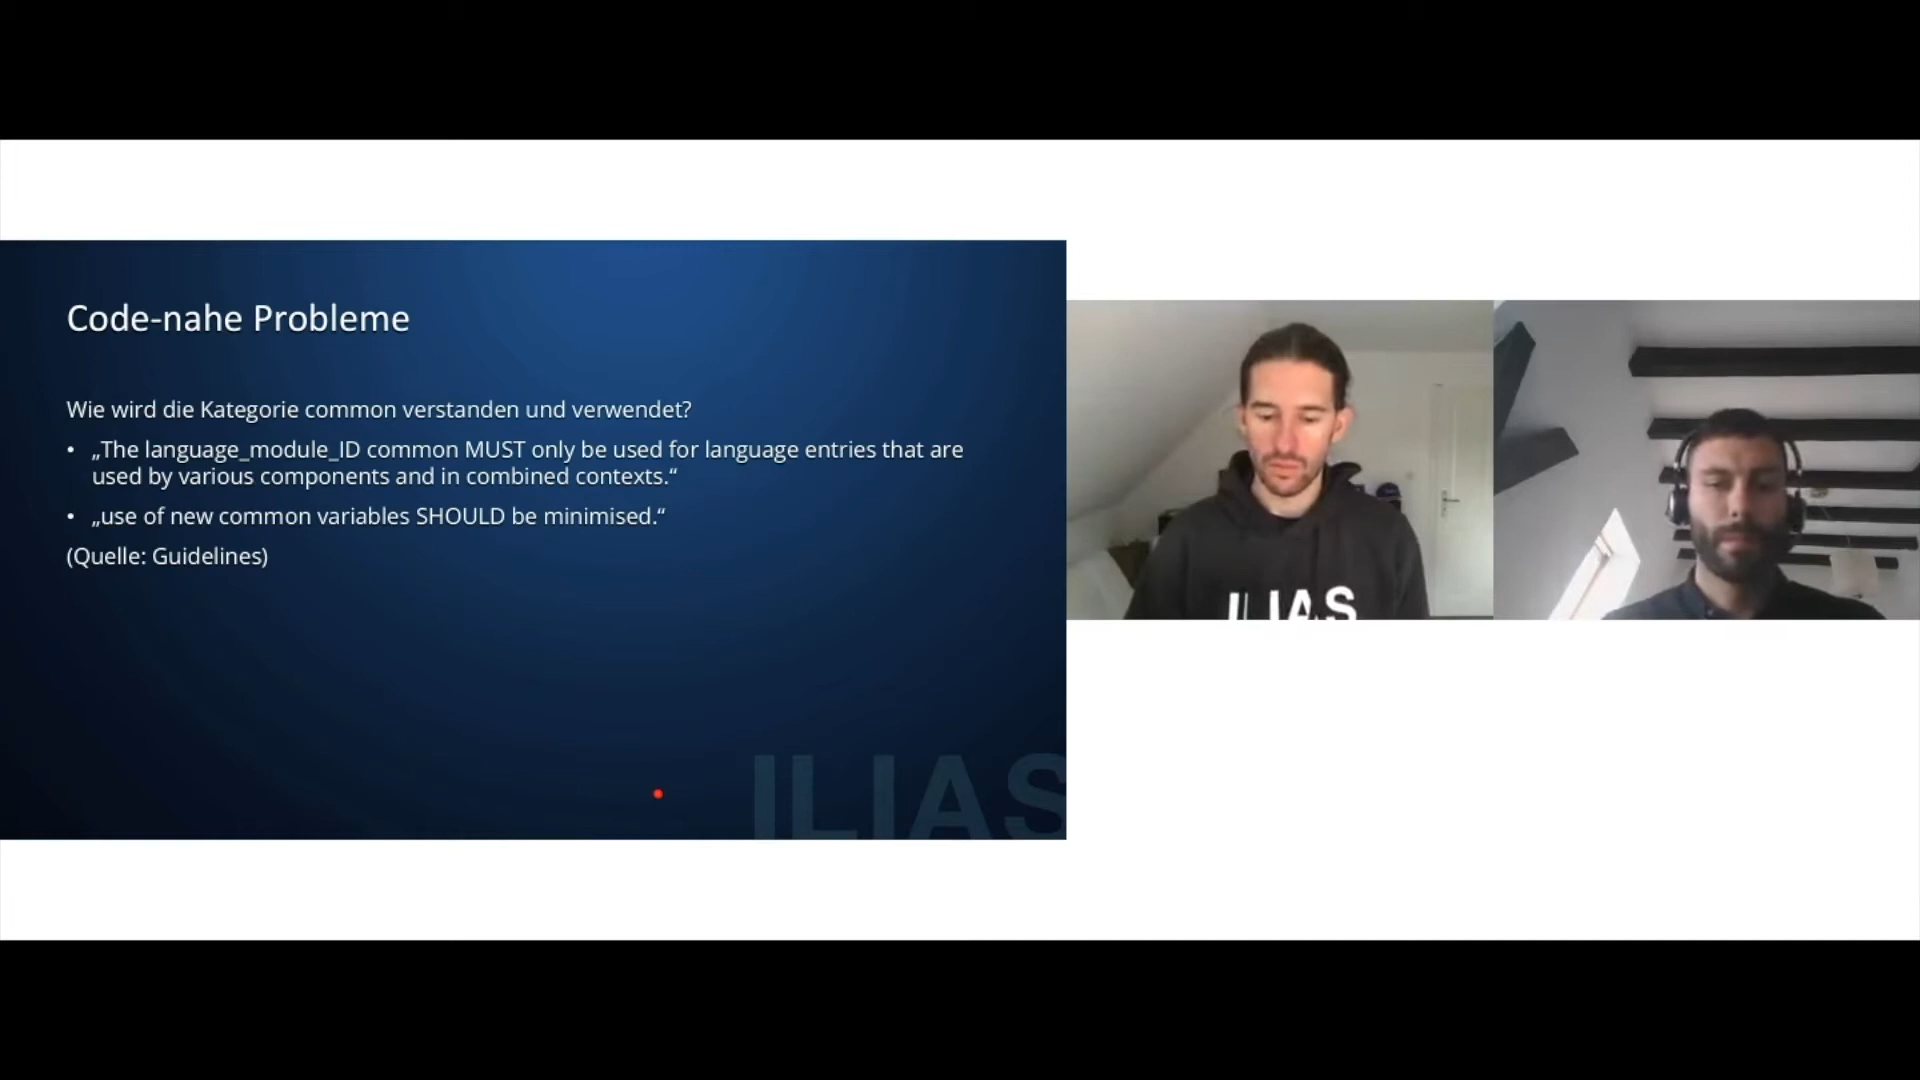 Code-nahe Probleme
Wie wird die Kategorie common verstanden und verwendet?
• „The language_module_ID common MUST only be used for language entries that are
used by various components and in combined contexts.“
• „use of new common variables SHOULD be minimised.“
(Quelle: Guidelines)
ILIAS
ILIAS